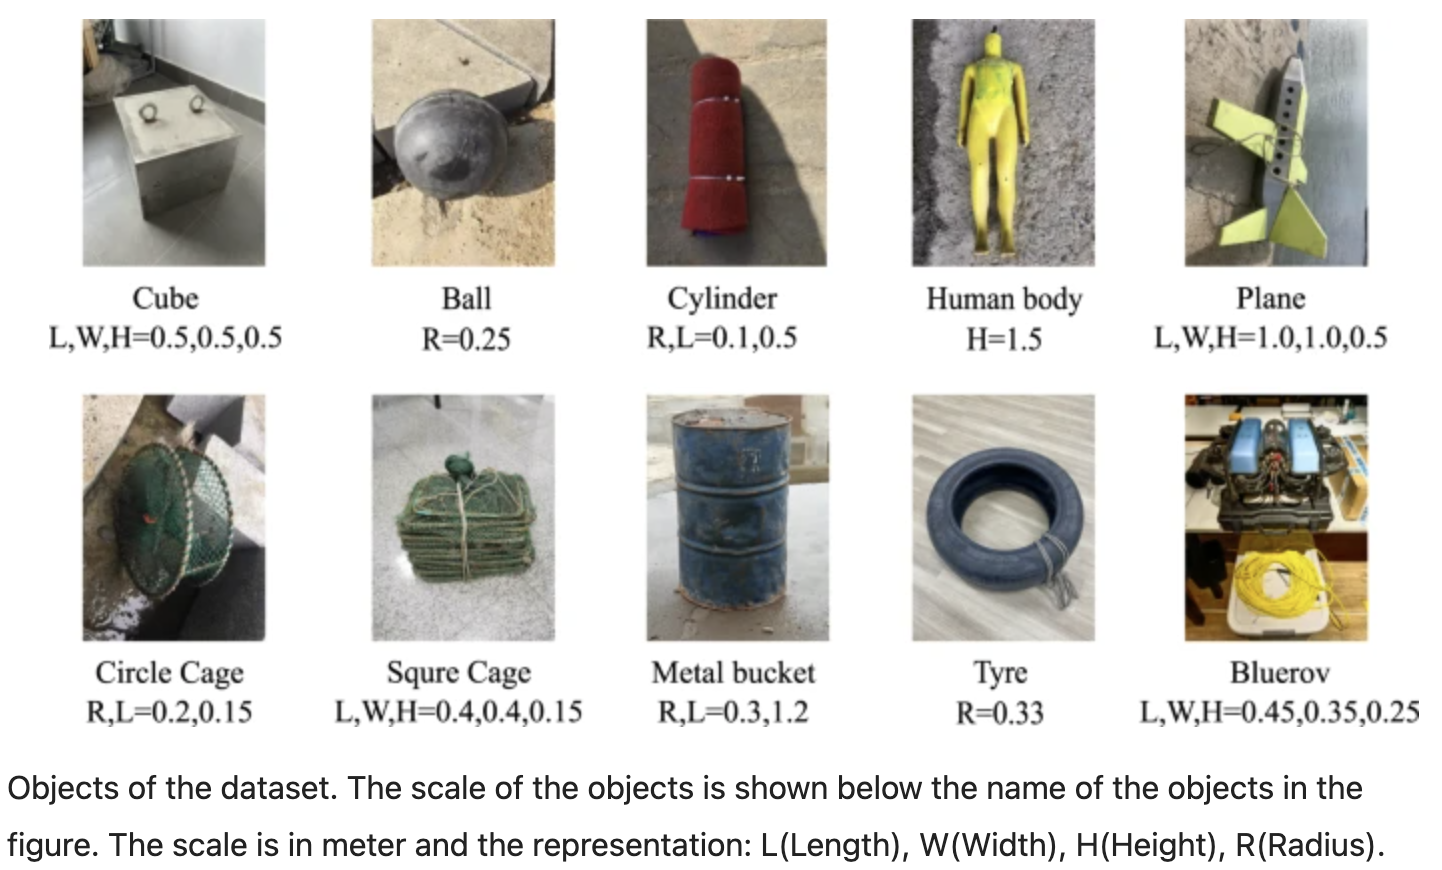 Cube
L,W,H=0.5,0.5,0.5
Ball
R=0.25
Cylinder
R,L=0.1,0.5
Human body
H=1.5
Plane
L,W,H=1.0,1.0,0.5
Circle Cage
R,L=0.2,0.15
Squre Cage
L,W,H=0.4,0.4,0.15
Metal bucket
R,L=0.3,1.2
Tyre
R=0.33
Bluerov
L,W,H=0.45,0.35,0.25
Objects of the dataset. The scale of the objects is shown below the name of the objects in the
figure. The scale is in meter and the representation: L(Length), W(Width), H(Height), R(Radius).